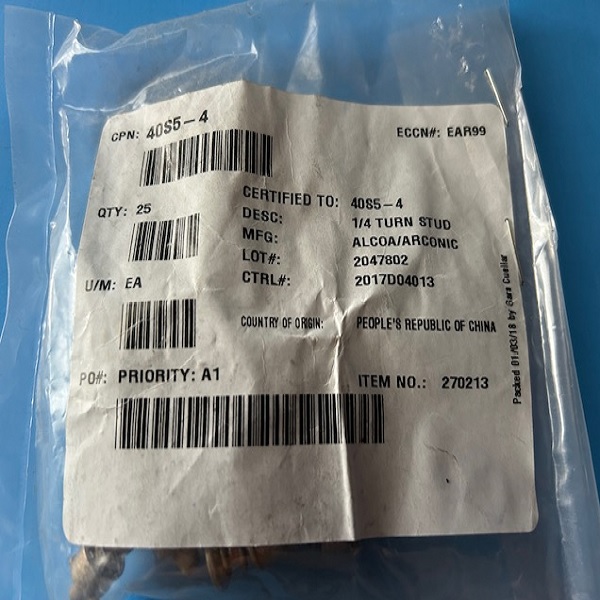 CPN: 40S5-4
ECCN#: EAR99
QTY: 25
CERTIFIED TO: 40S5-4
DESC: 1/4 TURN STUD
MFG: ALCOA/ARCONIC
LOT#: 2047802
U/M: EA
CTRL#: 2017D04013
COUNTRY OF ORIGIN: PEOPLE'S REPUBLIC OF CHINA
PO#: PRIORITY: A1
ITEM NO.: 270213
Packed 01/03/18 by Sara Cuellar